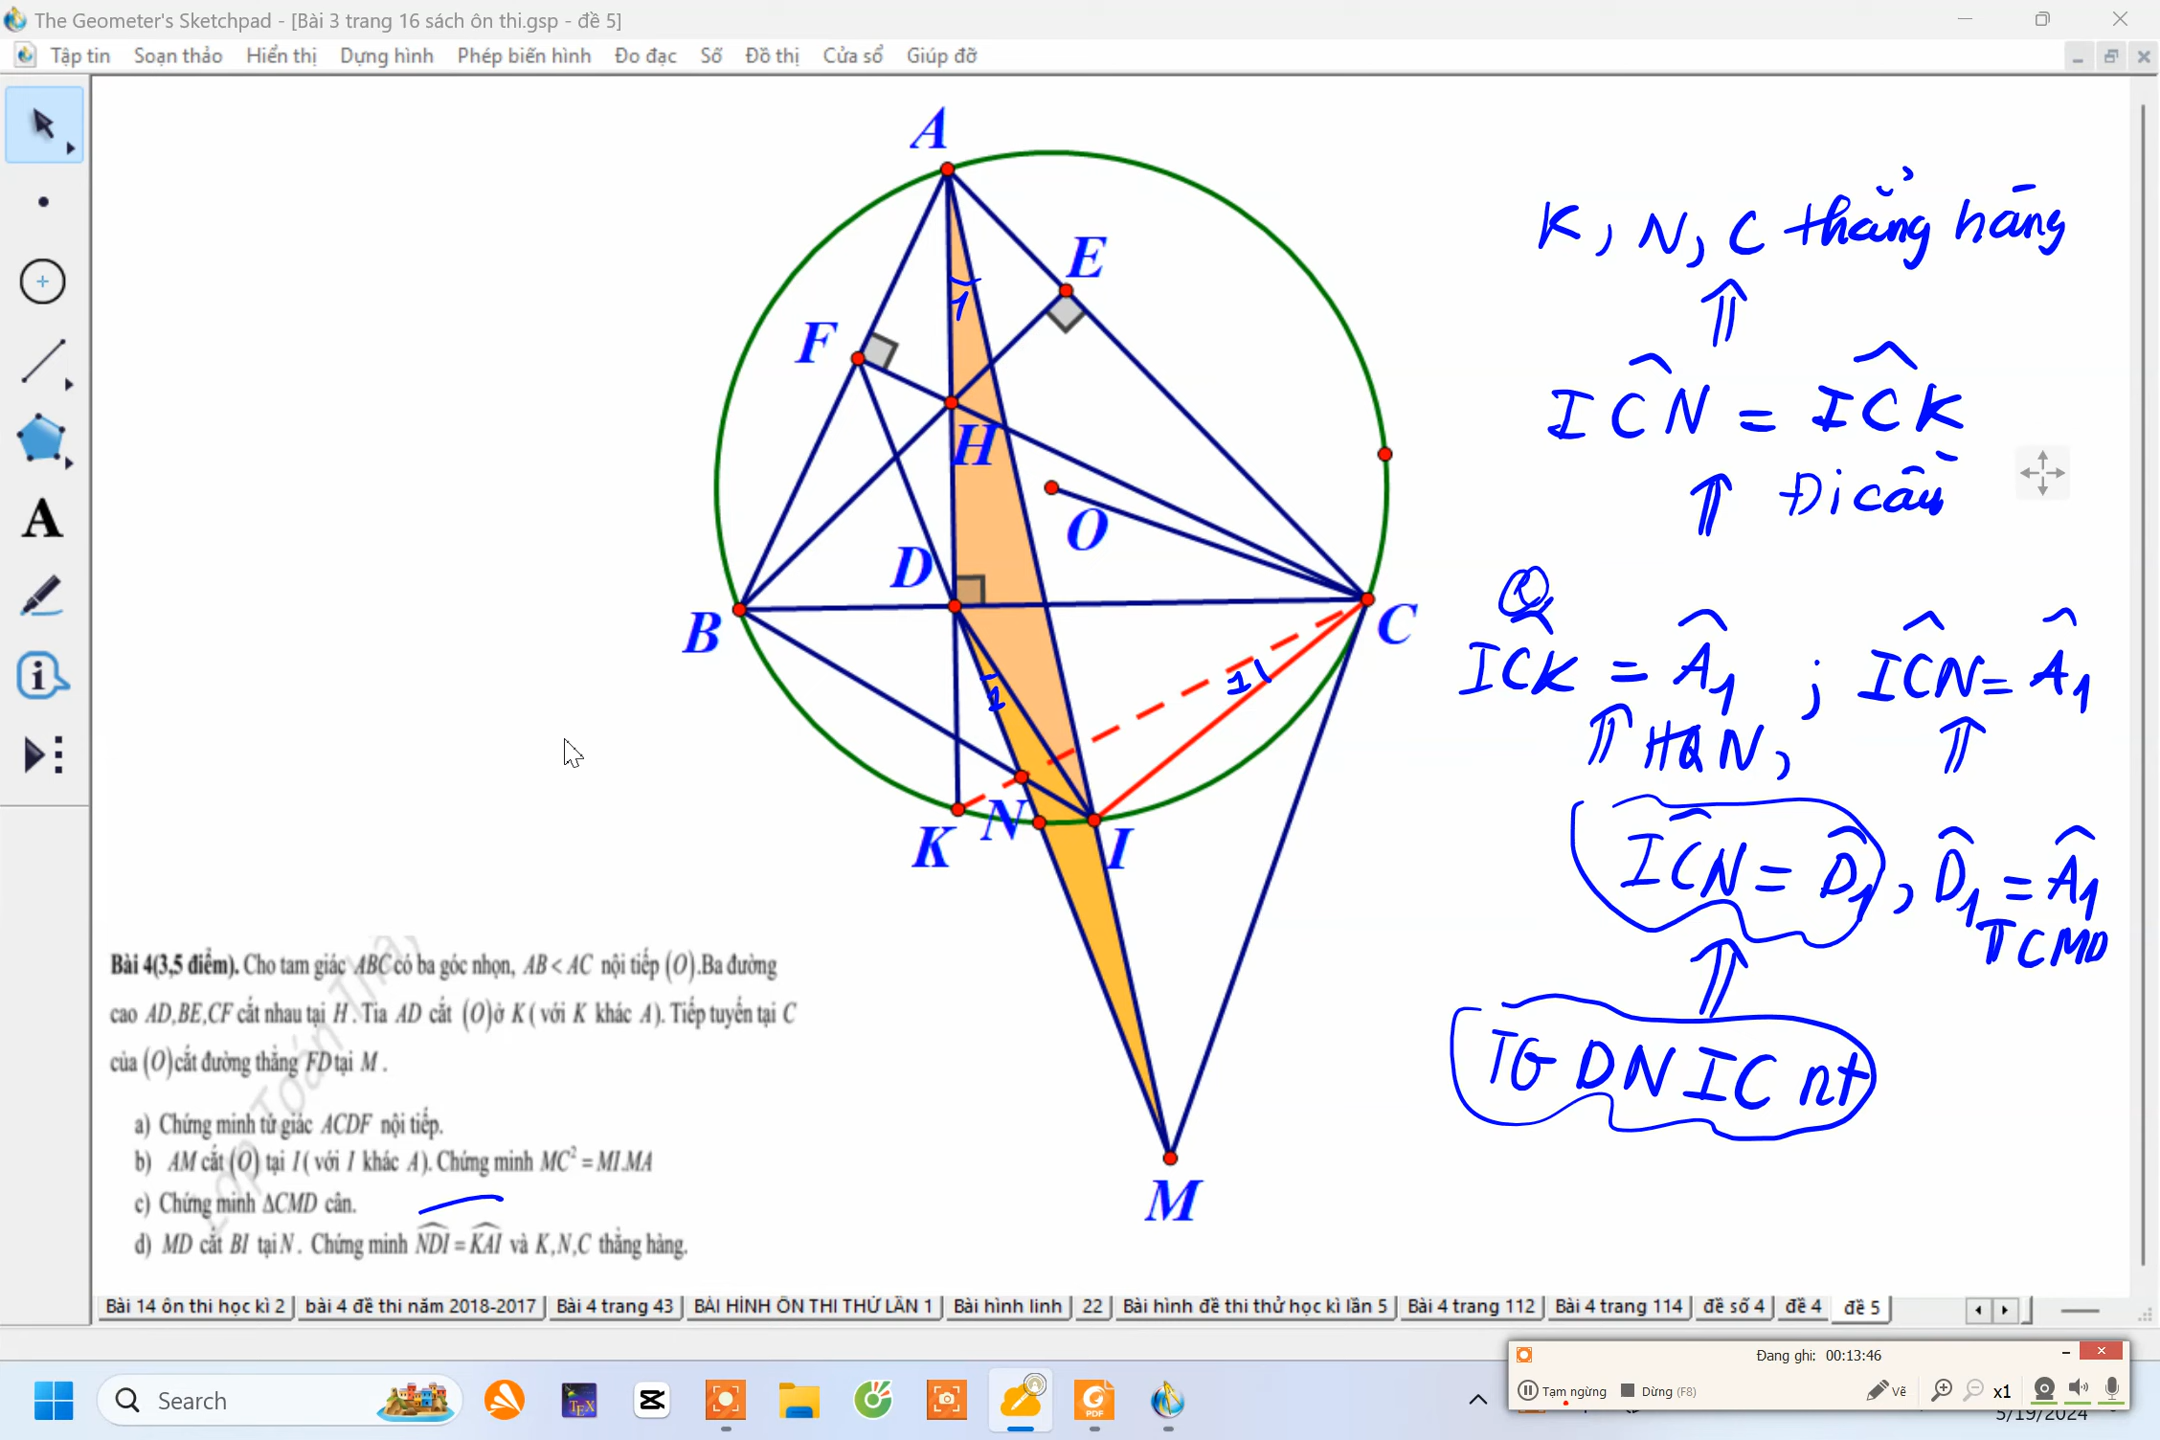 The Geometer's Sketchpad - [Bài 3 trang 16 sách ôn thi.gsp - đề 5]
Tập tin Soạn thảo Hiển thị Dựng hình Phép biến hình Đo đạc Số Đồ thị Cửa sổ Giúp đỡ
A
E
F
H
O
D
B
C
K
N
I
M
1
1
1
K, N, C thẳng hàng
⇑
ICN = ICK
⇑ Đi cầu
ICK = A1 ; ICN = A1
⇑ HQN, ⇑
ICN = D1, D1 = A1
⇑ CMD
⇑
TG DNIC nt
Bài 4(3,5 điểm). Cho tam giác ABC có ba góc nhọn, AB < AC nội tiếp (O).Ba đường
cao AD,BE,CF cắt nhau tại H. Tia AD cắt (O)ở K( với K khác A). Tiếp tuyến tại C
của (O)cắt đường thẳng FD tại M .
a) Chứng minh tứ giác ACDF nội tiếp.
b) AM cắt (O) tại I( với I khác A). Chứng minh MC² = MI.MA
c) Chứng minh ΔCMD cân.
d) MD cắt BI tại N. Chứng minh NDI = KAI và K,N,C thẳng hàng.
Bài 14 ôn thi học kì 2 bài 4 đề thi năm 2018-2017 Bài 4 trang 43 BÀI HÌNH ÔN THI THỬ LẦN 1 Bài hình linh 22 Bài hình đề thi thử học kì lần 5 Bài 4 trang 112 Bài 4 trang 114 đề số 4 đề 4 đề 5
Đang ghi: 00:13:46
Tạm ngừng Dừng (F8) Vẽ x1
Search
5/19/2024